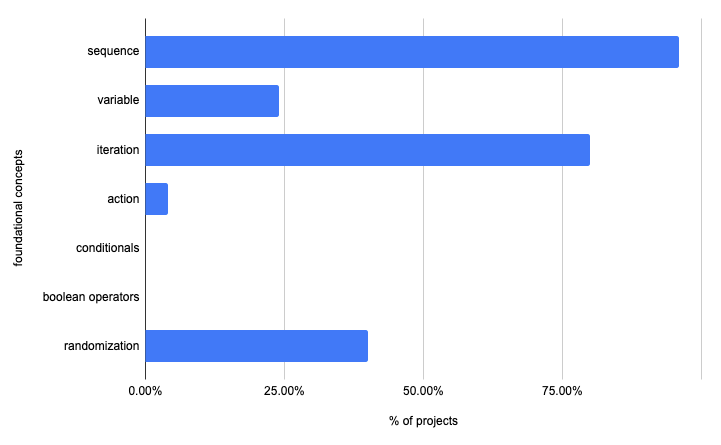 sequence
variable
iteration
action
conditionals
boolean operators
randomization
foundational concepts
0.00% 25.00% 50.00% 75.00%
% of projects